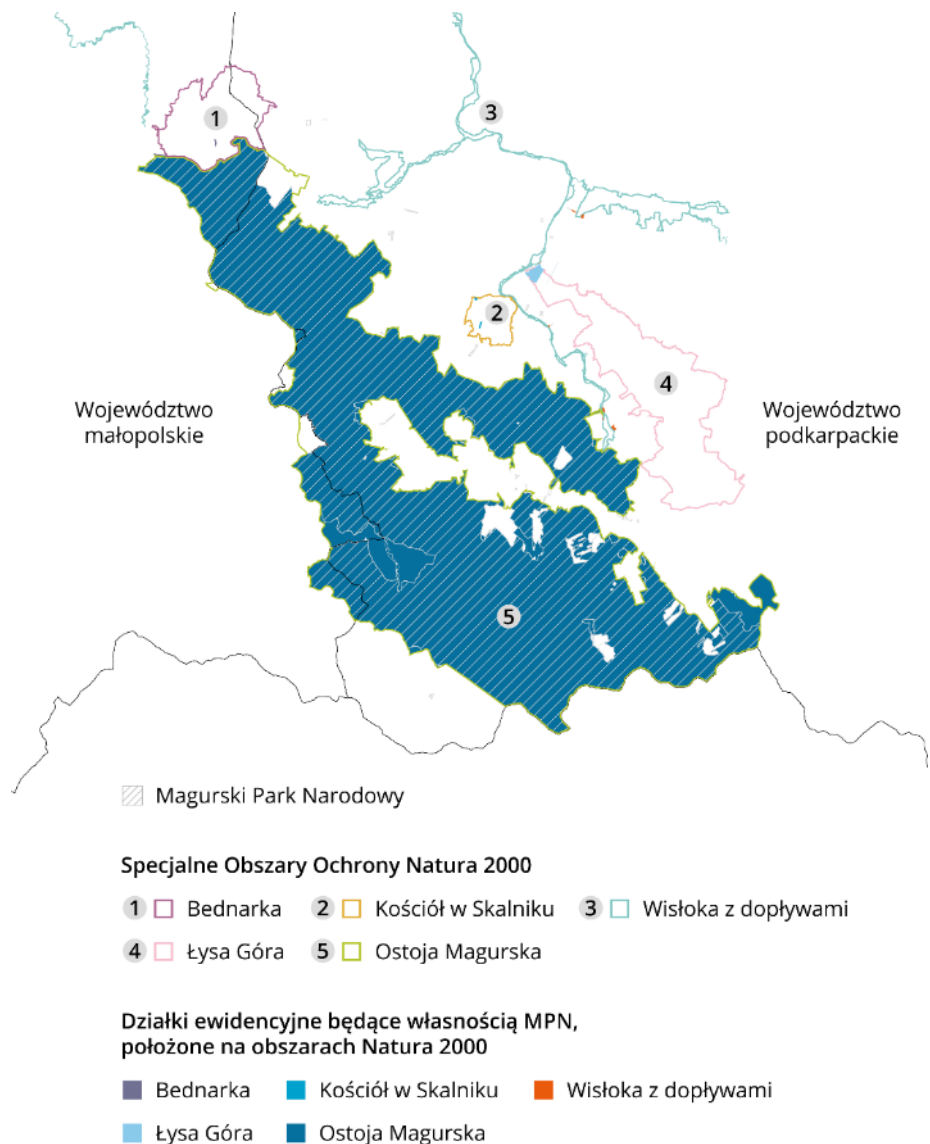 1
3
2
4
Województwo
małopolskie
Województwo
podkarpackie
5
Magurski Park Narodowy
Specjalne Obszary Ochrony Natura 2000
1 Bednarka 2 Kościół w Skalniku 3 Wisłoka z dopływami
4 Łysa Góra 5 Ostoja Magurska
Działki ewidencyjne będące własnością MPN,
położone na obszarach Natura 2000
Bednarka Kościół w Skalniku Wisłoka z dopływami
Łysa Góra Ostoja Magurska